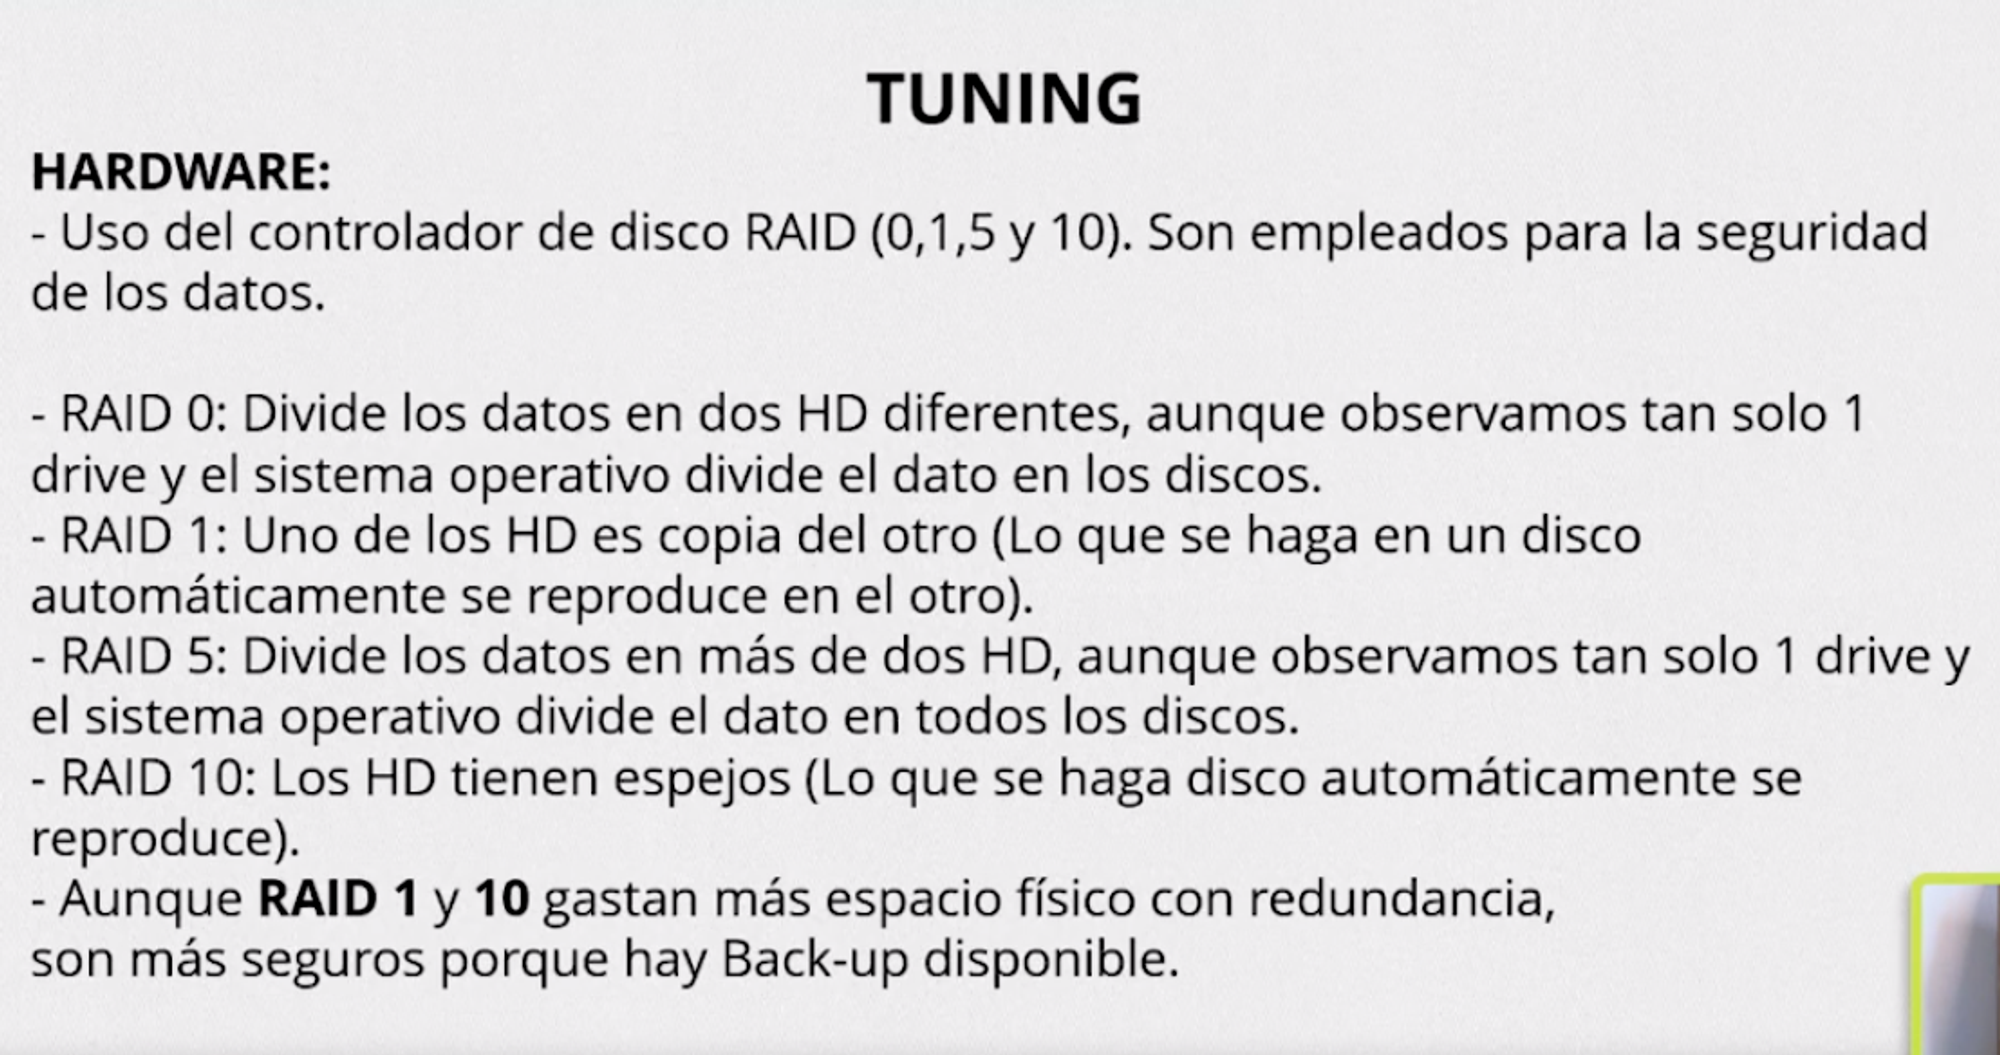 TUNING
HARDWARE:
- Uso del controlador de disco RAID (0,1,5 y 10). Son empleados para la seguridad
de los datos.
- RAID 0: Divide los datos en dos HD diferentes, aunque observamos tan solo 1
drive y el sistema operativo divide el dato en los discos.
- RAID 1: Uno de los HD es copia del otro (Lo que se haga en un disco
automáticamente se reproduce en el otro).
- RAID 5: Divide los datos en más de dos HD, aunque observamos tan solo 1 drive y
el sistema operativo divide el dato en todos los discos.
- RAID 10: Los HD tienen espejos (Lo que se haga disco automáticamente se
reproduce).
- Aunque RAID 1 y 10 gastan más espacio físico con redundancia,
son más seguros porque hay Back-up disponible.